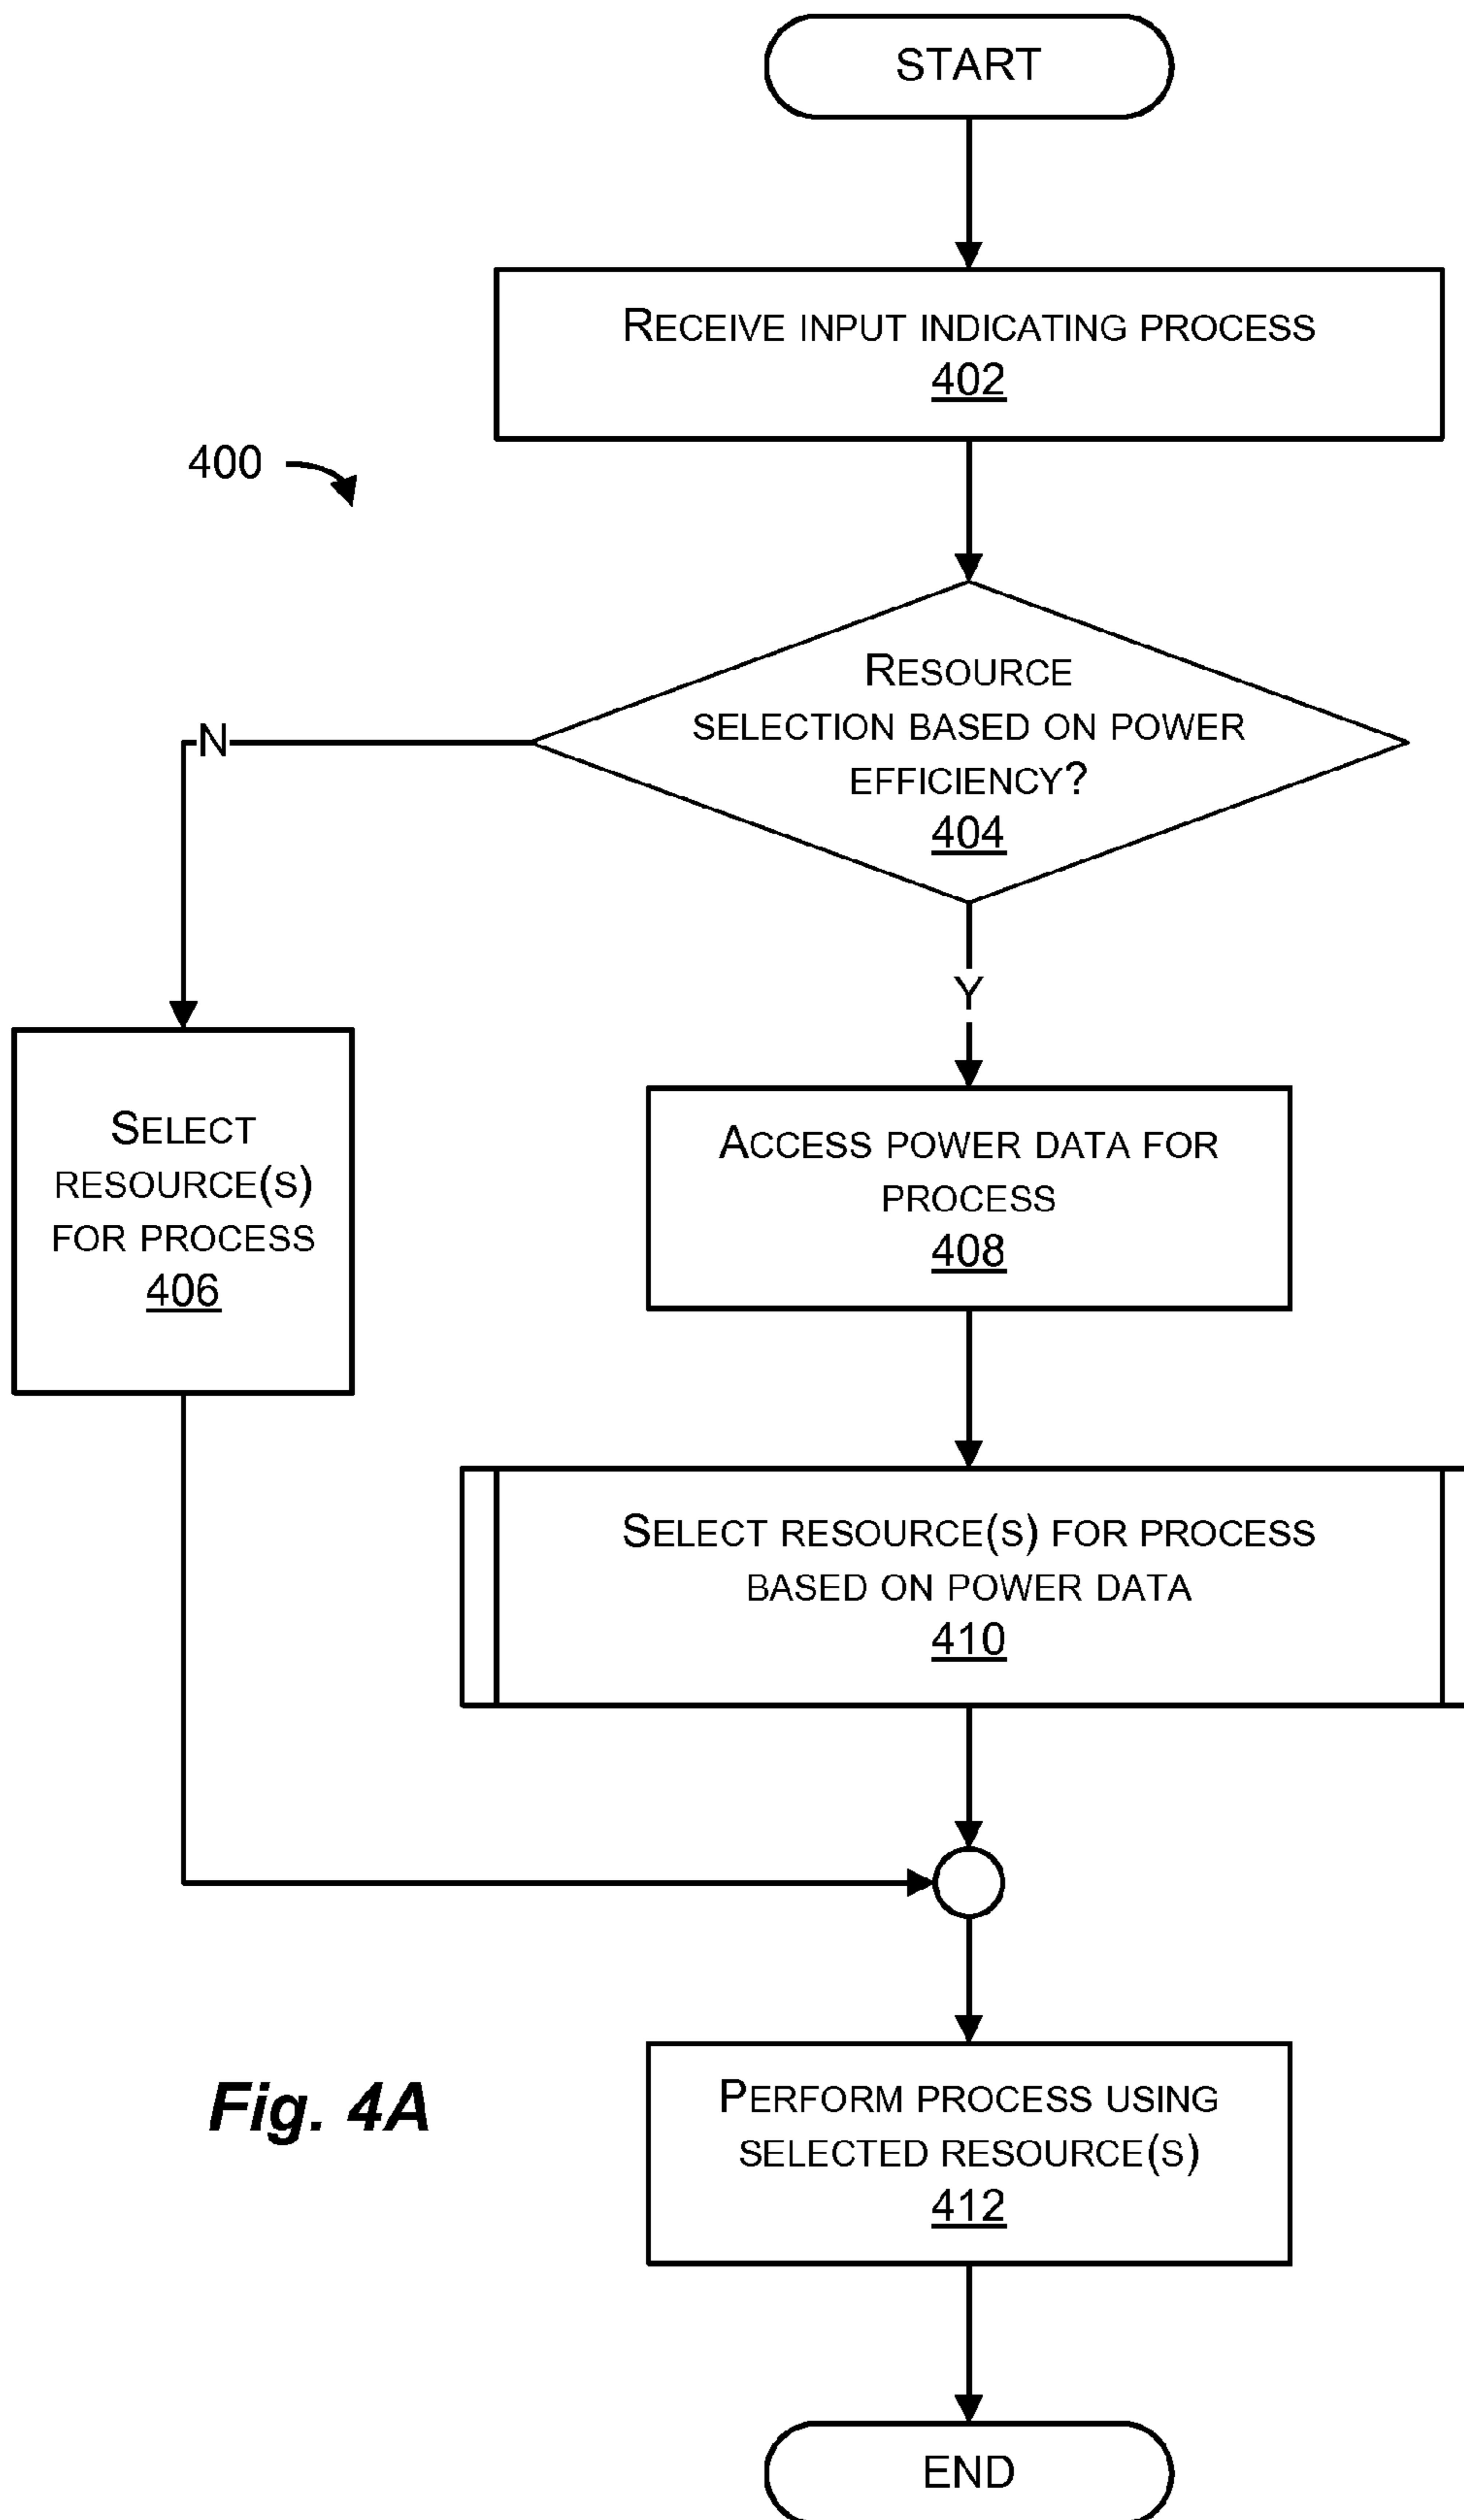 START
RECEIVE INPUT INDICATING PROCESS
402
400
RESOURCE
SELECTION BASED ON POWER
EFFICIENCY?
404
N
Y
SELECT
RESOURCE(S)
FOR PROCESS
406
ACCESS POWER DATA FOR
PROCESS
408
SELECT RESOURCE(S) FOR PROCESS
BASED ON POWER DATA
410
Fig. 4A
PERFORM PROCESS USING
SELECTED RESOURCE(S)
412
END